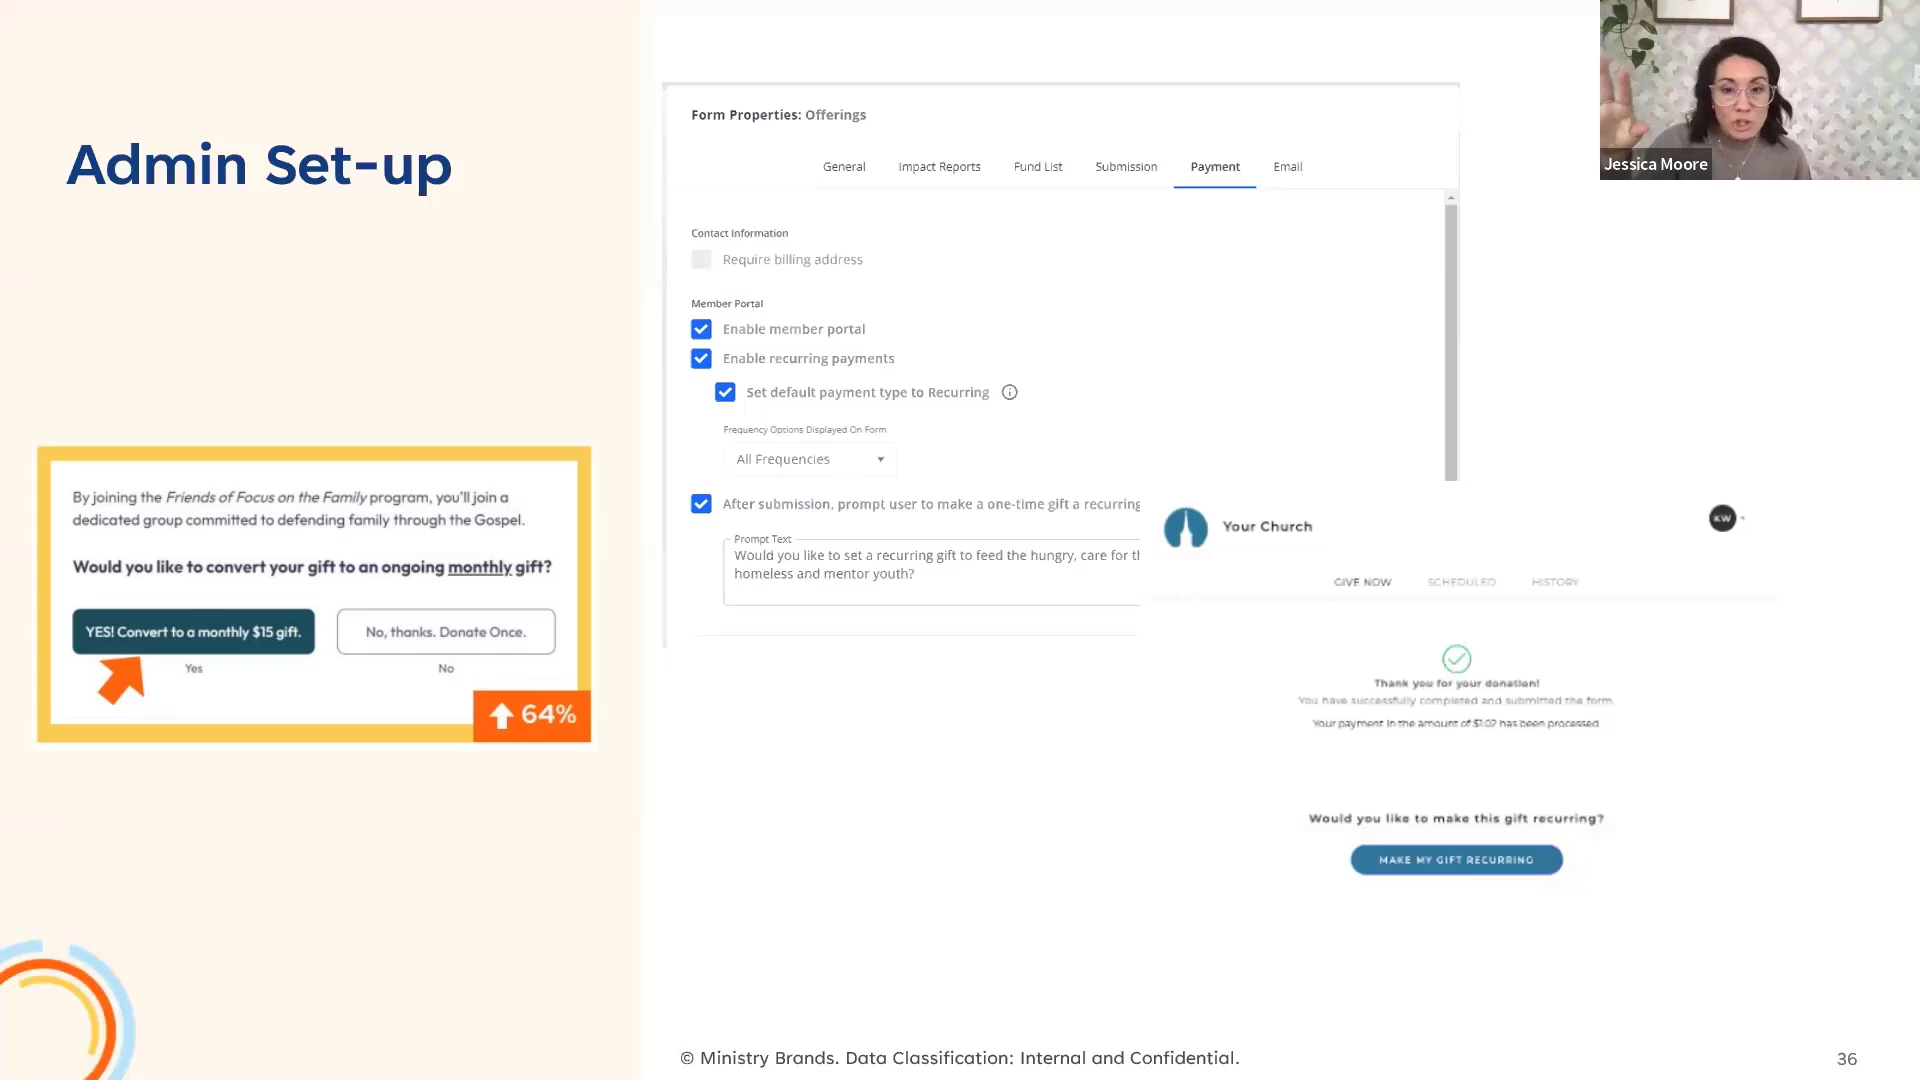 Admin Set-up
By joining the Friends of Focus on the Family program, you'll join a
dedicated group committed to defending family through the Gospel.
Would you like to convert your gift to an ongoing monthly gift?
YES! Convert to a monthly $15 gift.
No, thanks. Donate Once.
Yes
No
64%
Form Properties: Offerings
General
Impact Reports
Fund List
Submission
Payment
Email
Contact Information
Require billing address
Member Portal
Enable member portal
Enable recurring payments
Set default payment type to Recurring
Frequency Options Displayed On Form
All Frequencies
After submission, prompt user to make a one-time gift a recurring
Prompt Text
Would you like to set a recurring gift to feed the hungry, care for th
homeless and mentor youth?
Your Church
KW
GIVE NOW
SCHEDULED
HISTORY
Thank you for your donation!
You have successfully completed and submitted the form.
Your payment in the amount of $1.02 has been processed
Would you like to make this gift recurring?
MAKE MY GIFT RECURRING
Jessica Moore
© Ministry Brands. Data Classification: Internal and Confidential.
36